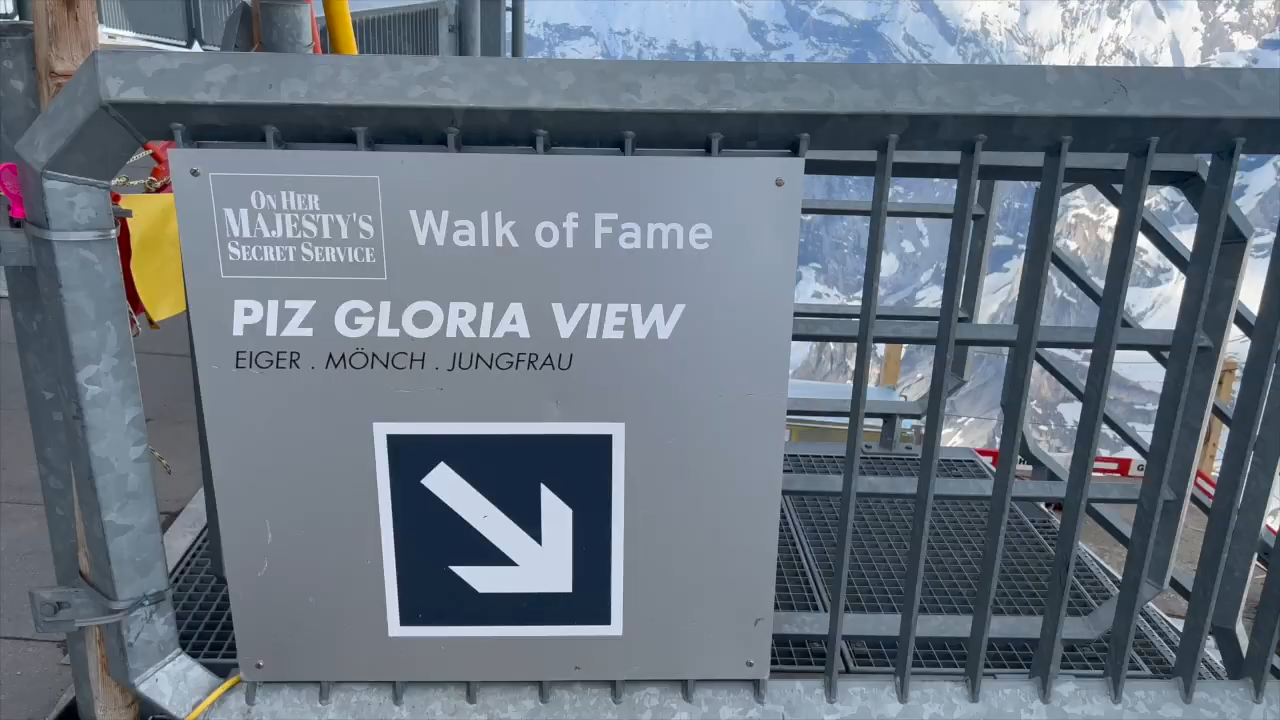 ON HER
MAJESTY'S
SECRET SERVICE
Walk of Fame
PIZ GLORIA VIEW
EIGER . MÖNCH . JUNGFRAU